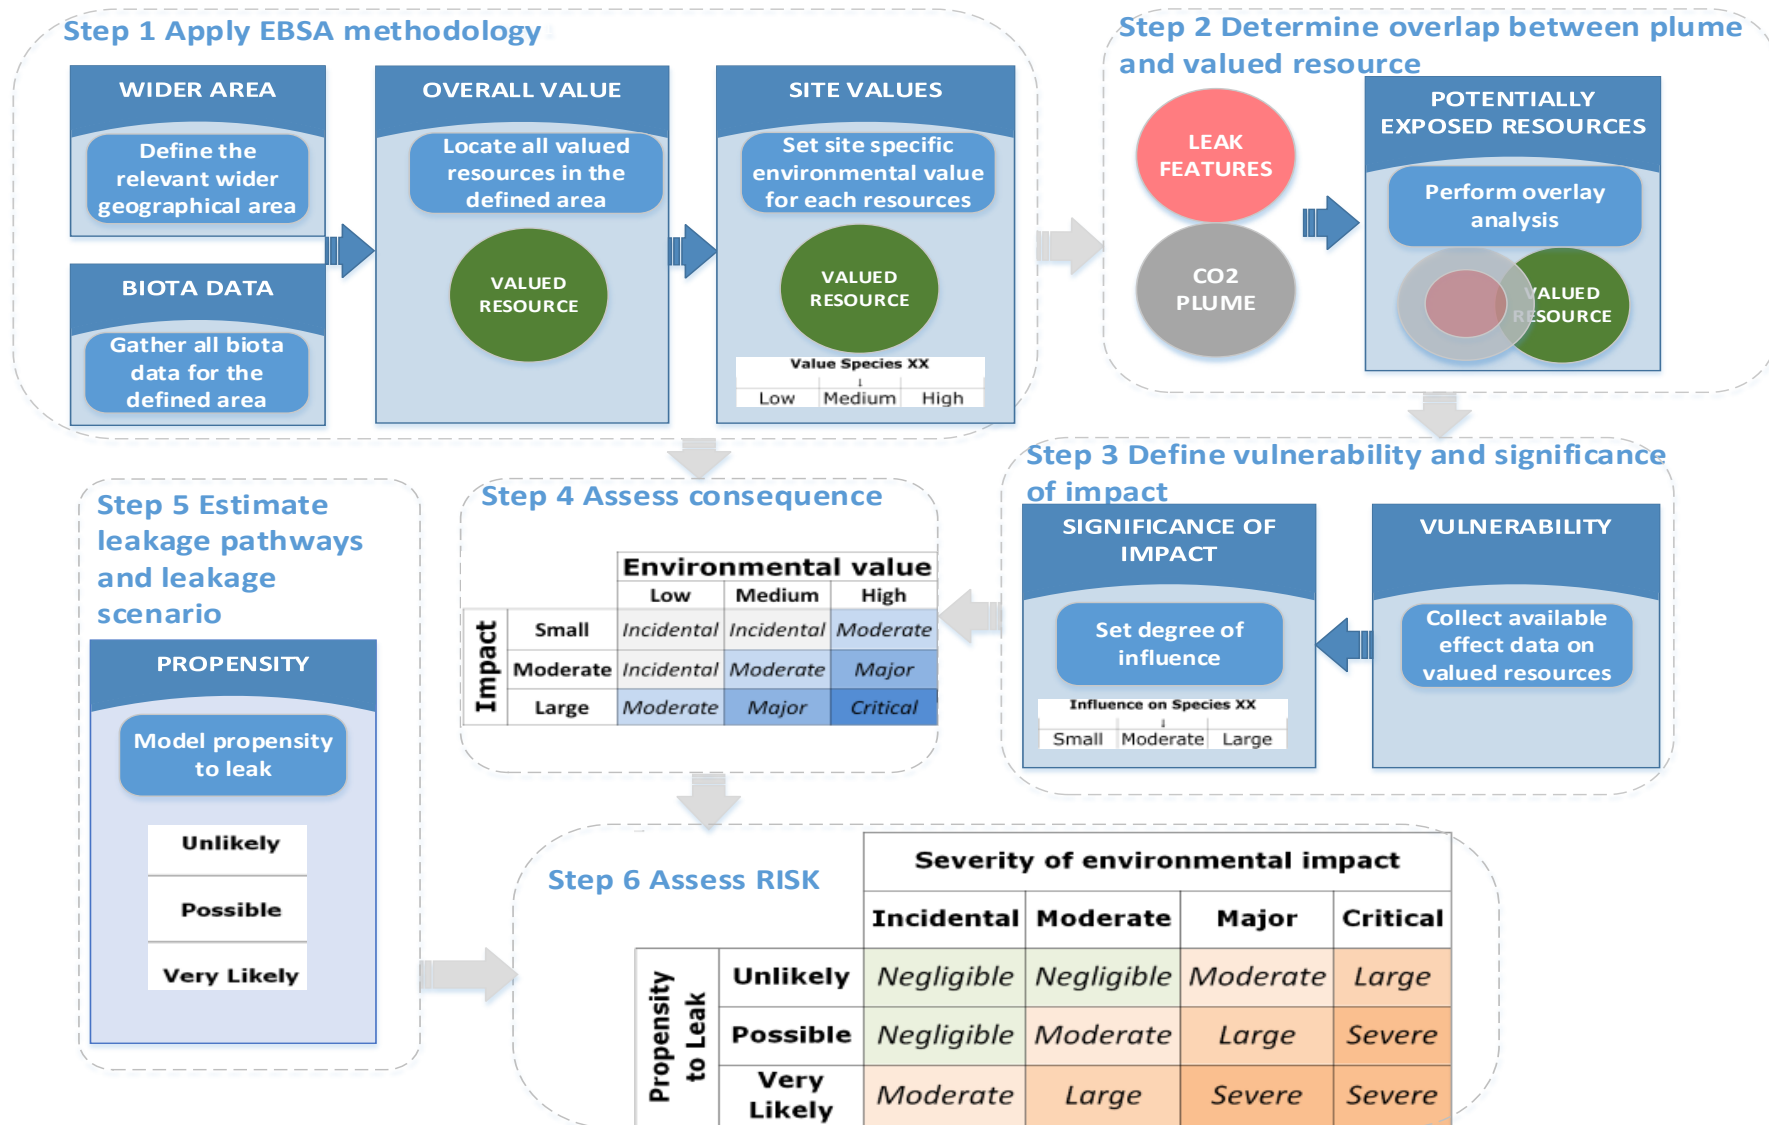 Step 1 Apply EBSA methodology
WIDER AREA
Define the
relevant wider
geographical area
BIOTA DATA
Gather all biota
data for the
defined area
OVERALL VALUE
Locate all valued
resources in the
defined area
VALUED
RESOURCE
SITE VALUES
Set site specific
environmental value
for each resources
VALUED
RESOURCE
Value Species XX
↓
Low Medium High
Step 2 Determine overlap between plume
and valued resource
LEAK
FEATURES
CO2
PLUME
POTENTIALLY
EXPOSED RESOURCES
Perform overlay
analysis
VALUED
RESOURCE
Step 3 Define vulnerability and significance
of impact
SIGNIFICANCE OF
IMPACT
Set degree of
influence
Influence on Species XX
↓
Small Moderate Large
VULNERABILITY
Collect available
effect data on
valued resources
Step 4 Assess consequence
Environmental value
Low Medium High
Impact
Small Incidental Incidental Moderate
Moderate Incidental Moderate Major
Large Moderate Major Critical
Step 5 Estimate
leakage pathways
and leakage
scenario
PROPENSITY
Model propensity
to leak
Unlikely
Possible
Very Likely
Step 6 Assess RISK
Severity of environmental impact
Incidental Moderate Major Critical
Propensity
to Leak
Unlikely Negligible Negligible Moderate Large
Possible Negligible Moderate Large Severe
Very
Likely Moderate Large Severe Severe